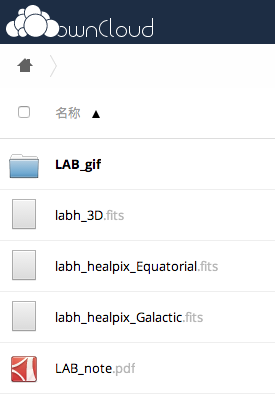 ownCloud
名称 ▲
LAB_gif
labh_3D.fits
labh_healpix_Equatorial.fits
labh_healpix_Galactic.fits
LAB_note.pdf